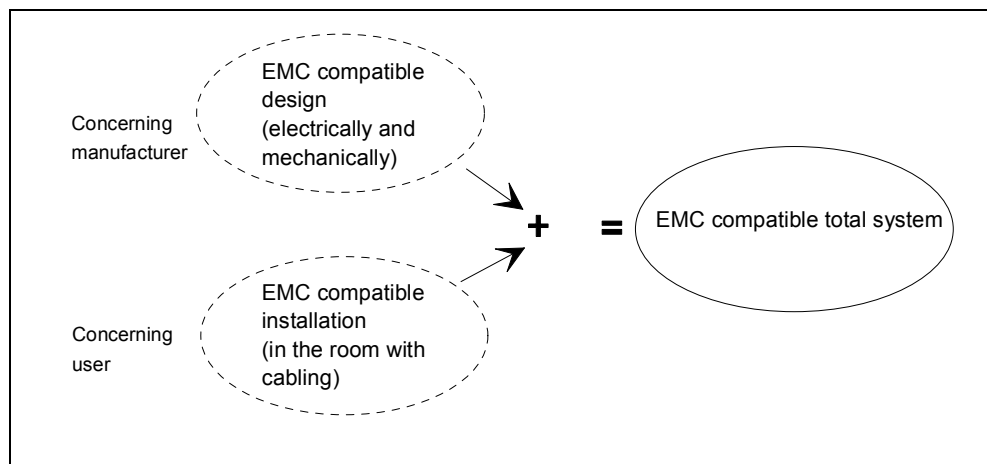 Concerning
manufacturer
EMC compatible
design
(electrically and
mechanically)
+
=
EMC compatible total system
Concerning
user
EMC compatible
installation
(in the room with
cabling)